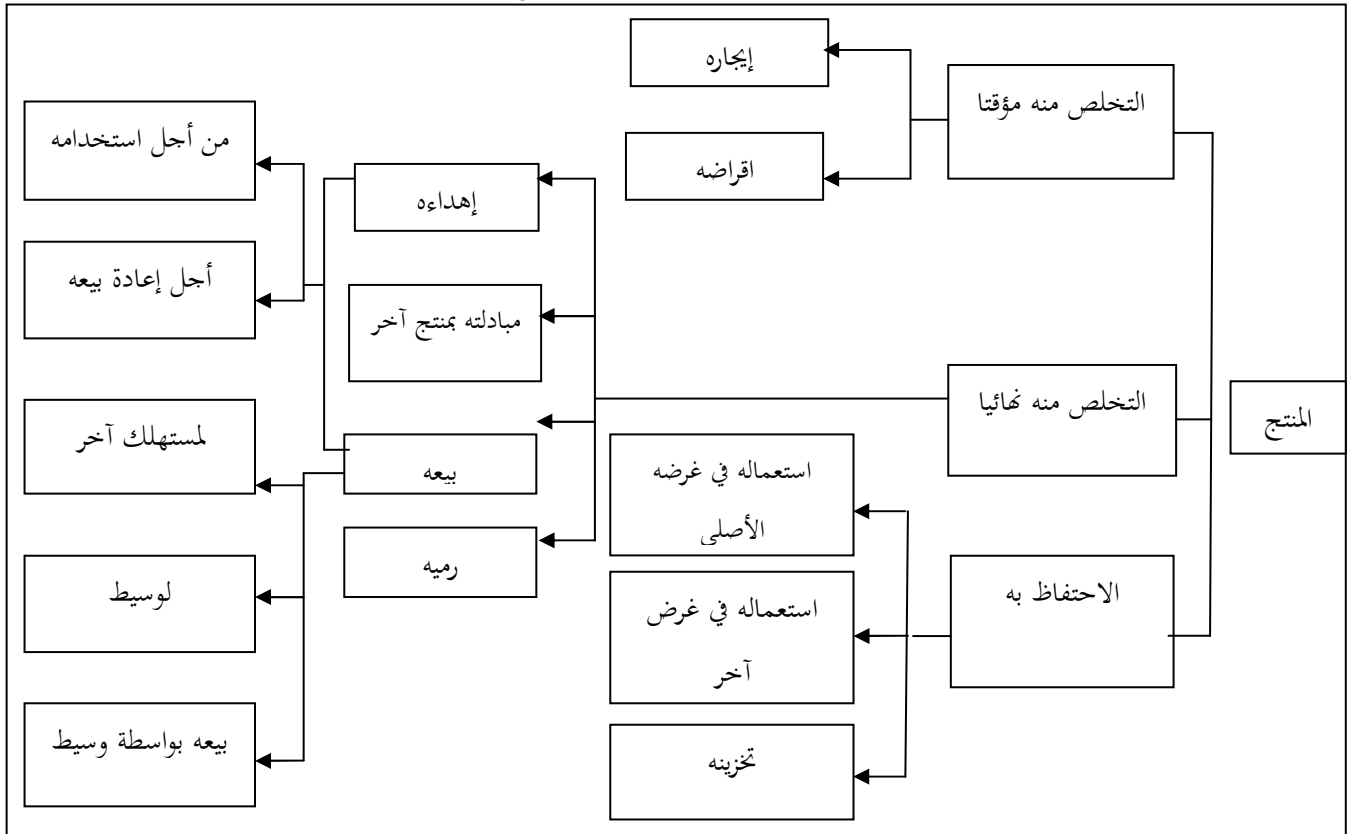 إيجاره
التخلص منه مؤقتا
اقراضه
من أجل استخدامه
إهداءه
أجل إعادة بيعه
مبادلته بمنتج آخر
التخلص منه نهائيا
المنتج
لمستهلك آخر
بيعه
استعماله في غرضه
الأصلي
رميه
لوسيط
الاحتفاظ به
استعماله في غرض
آخر
بيعه بواسطة وسيط
تخزينه